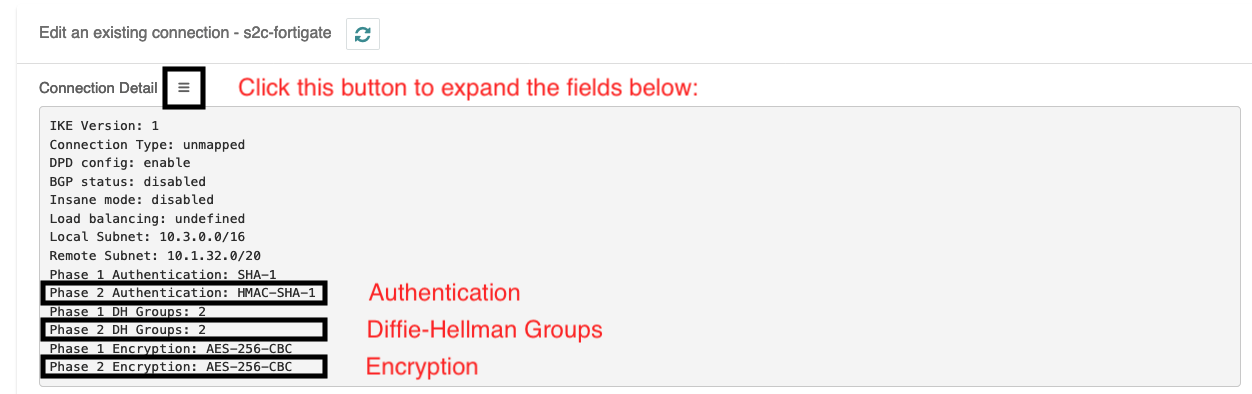 Edit an existing connection - s2c-fortigate
Connection Detail Click this button to expand the fields below:
IKE Version: 1
Connection Type: unmapped
DPD config: enable
BGP status: disabled
Insane mode: disabled
Load balancing: undefined
Local Subnet: 10.3.0.0/16
Remote Subnet: 10.1.32.0/20
Phase 1 Authentication: SHA-1
Phase 2 Authentication: HMAC-SHA-1 Authentication
Phase 1 DH Groups: 2
Phase 2 DH Groups: 2 Diffie-Hellman Groups
Phase 1 Encryption: AES-256-CBC
Phase 2 Encryption: AES-256-CBC Encryption